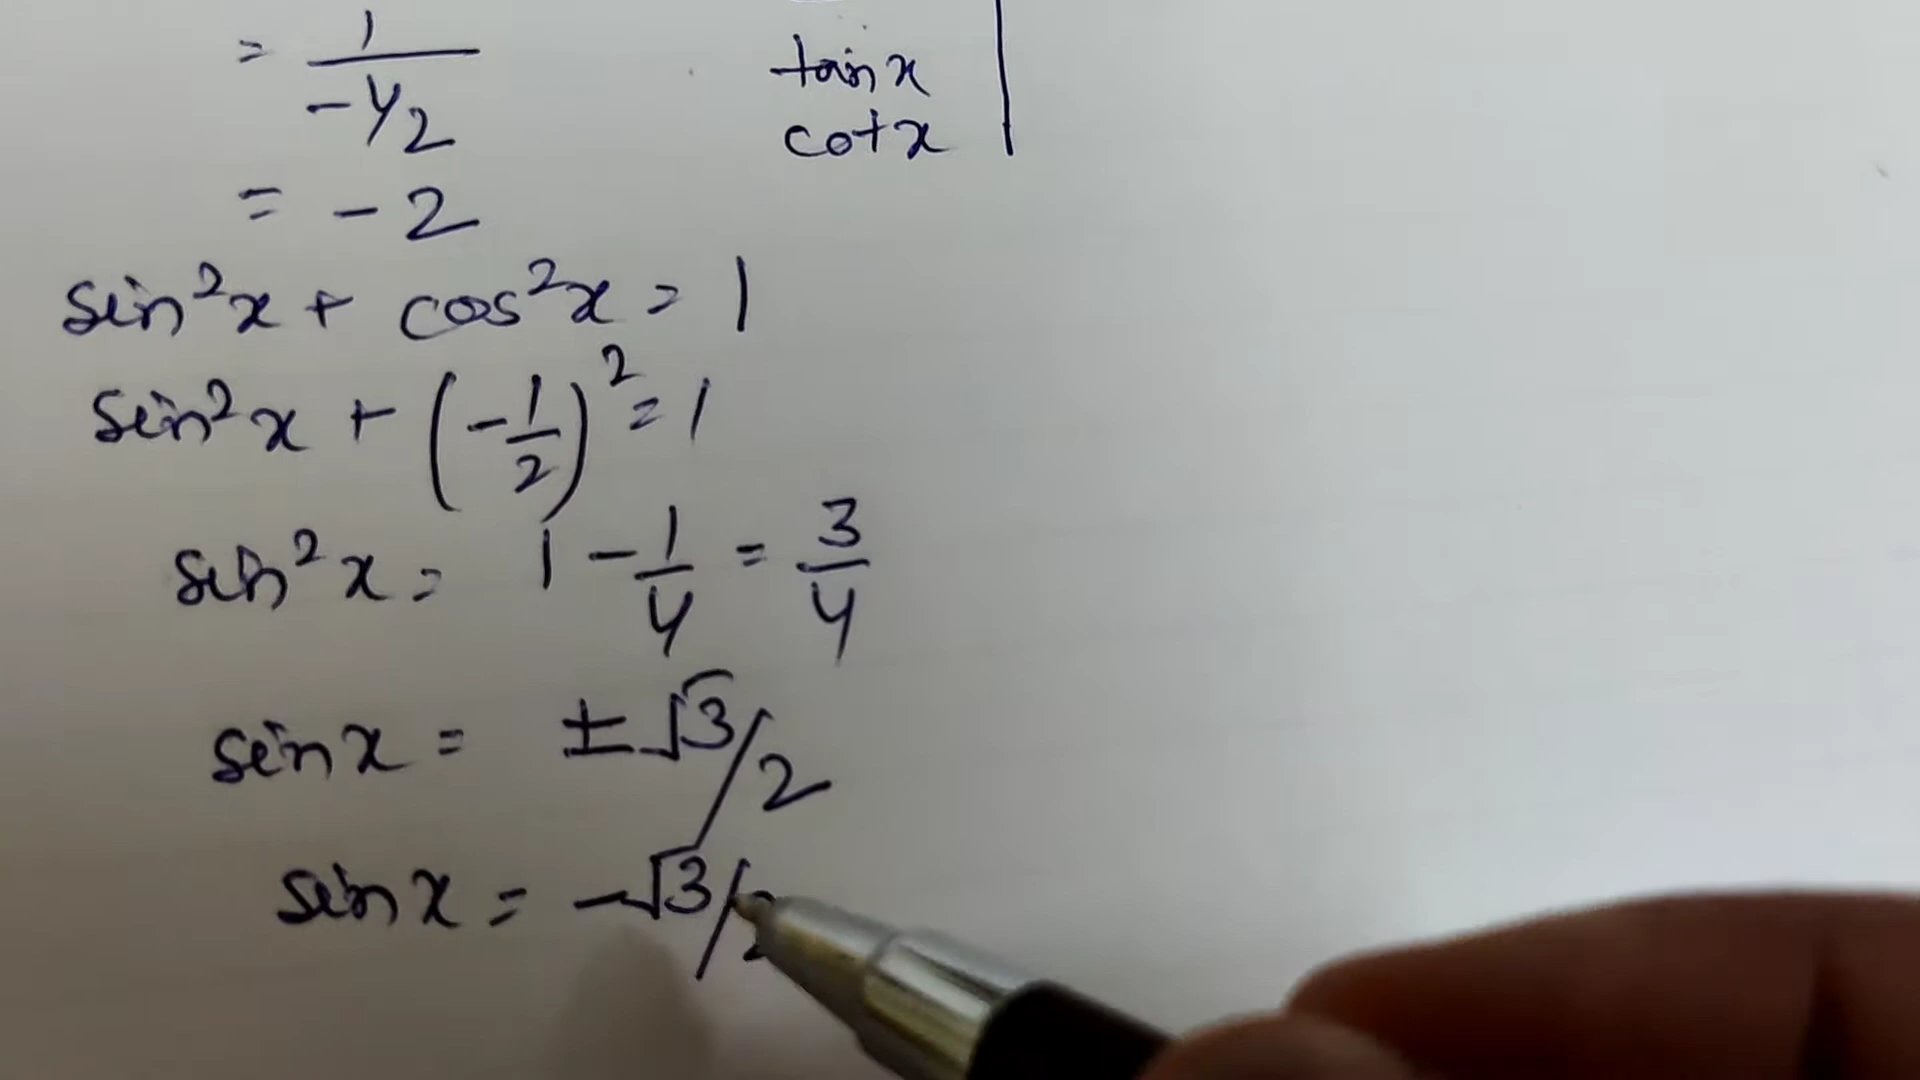 = 1/-1/2
= -2
tan x
cot x
sin²x + cos²x = 1
sin²x + (-1/2)² = 1
sin²x = 1 - 1/4 = 3/4
sin x = ±√3/2
sin x = -√3/2